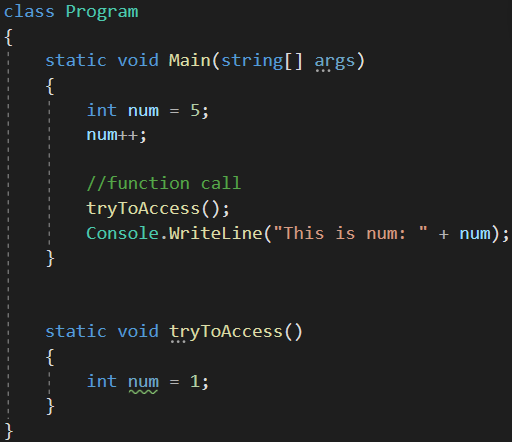 class Program
{
    static void Main(string[] args)
    {
        int num = 5;
        num++;

        //function call
        tryToAccess();
        Console.WriteLine("This is num: " + num);
    }


    static void tryToAccess()
    {
        int num = 1;
    }
}